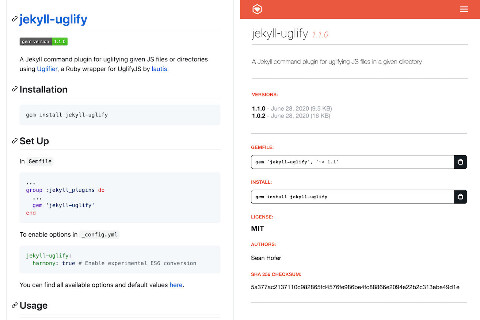 jekyll-uglify
gem version 1.1.0
A Jekyll command plugin for uglifying given JS files or directories
using Uglifier, a Ruby wrapper for UglifyJS by lautis.
Installation
gem install jekyll-uglify
Set Up
In Gemfile
...
group :jekyll_plugins do
...
gem 'jekyll-uglify'
end
To enable options in _config.yml
jekyll-uglify:
harmony: true # Enable experimental ES6 conversion
You can find all available options and default values here.
Usage
jekyll-uglify 1.1.0
A Jekyll command plugin for uglifying JS files in a given directory
VERSIONS:
1.1.0 - June 28, 2020
1.0.2 - June 28, 2020 (16 KB)
GEMFILE:
gem 'jekyll-uglify', '~> 1.1'
INSTALL:
gem install jekyll-uglify
LICENSE:
MIT
AUTHORS:
Sean Hofer
SHA 256 CHECKSUM: